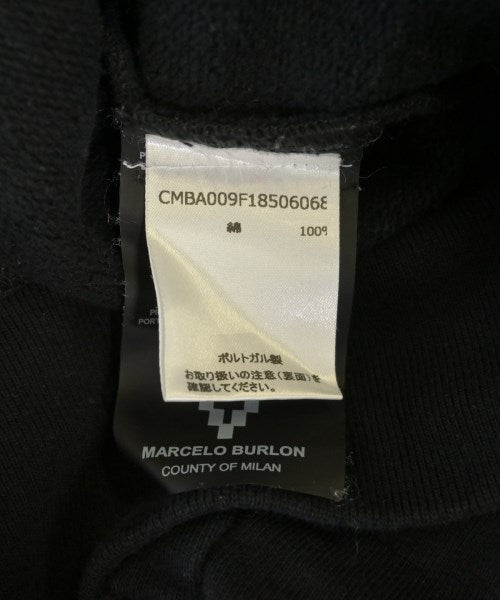 CMBA009F18506068
綿 100%
ポルトガル製
お取り扱いの注意(裏面)を
確認してください。
MARCELO BURLON
COUNTY OF MILAN